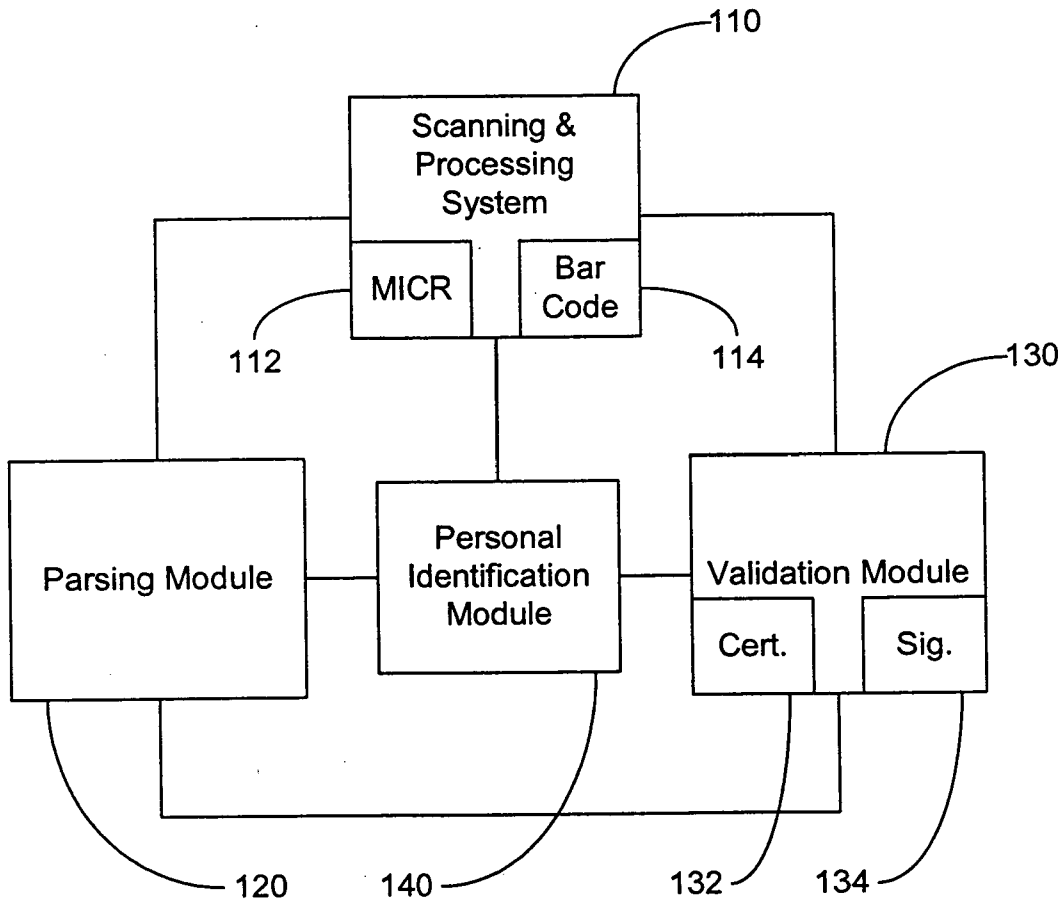 110
Scanning &
Processing
System
MICR
Bar
Code
112
114
130
Parsing Module
Personal
Identification
Module
Validation Module
Cert.
Sig.
120
140
132
134